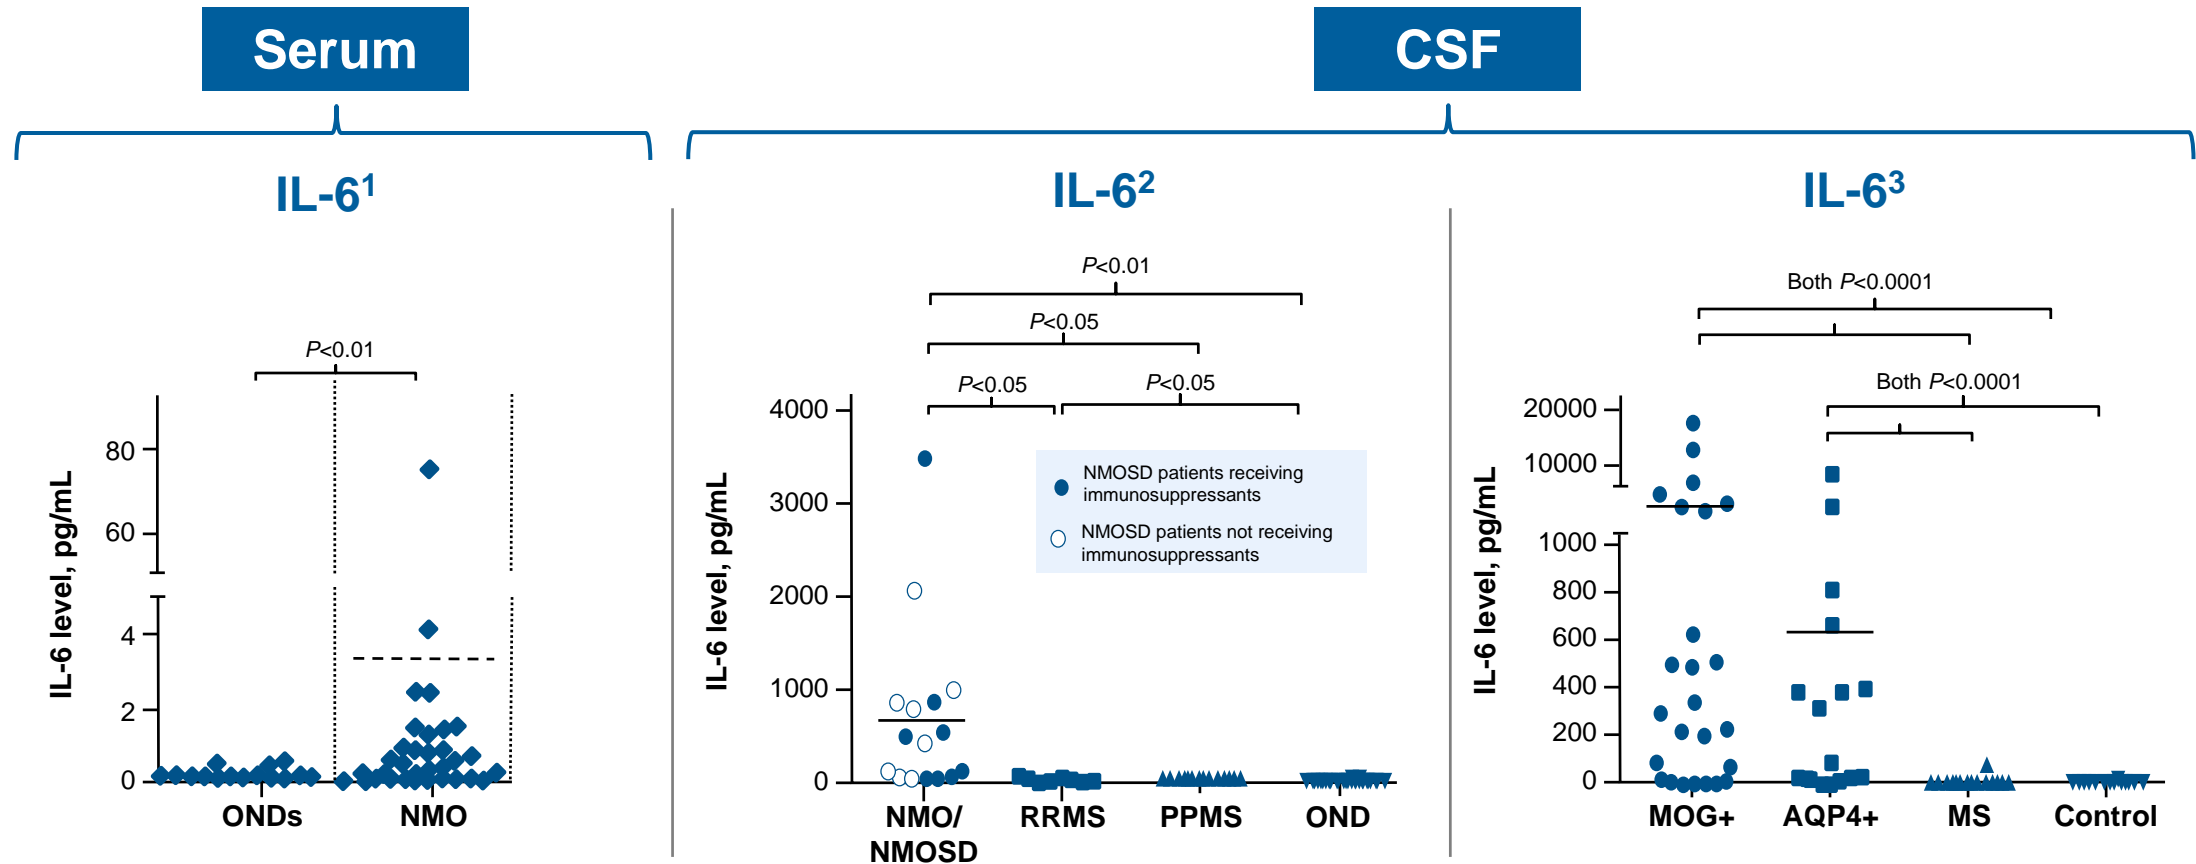 Serum
CSF
IL-6¹
IL-6²
IL-6³
P<0.01
IL-6 level, pg/mL
80
60
4
2
0
ONDs
NMO
P<0.01
P<0.05
P<0.05
P<0.05
IL-6 level, pg/mL
4000
3000
2000
1000
0
NMOSD patients receiving
immunosuppressants
NMOSD patients not receiving
immunosuppressants
NMO/
NMOSD
RRMS
PPMS
OND
Both P<0.0001
Both P<0.0001
IL-6 level, pg/mL
20000
10000
1000
800
600
400
200
0
MOG+
AQP4+
MS
Control